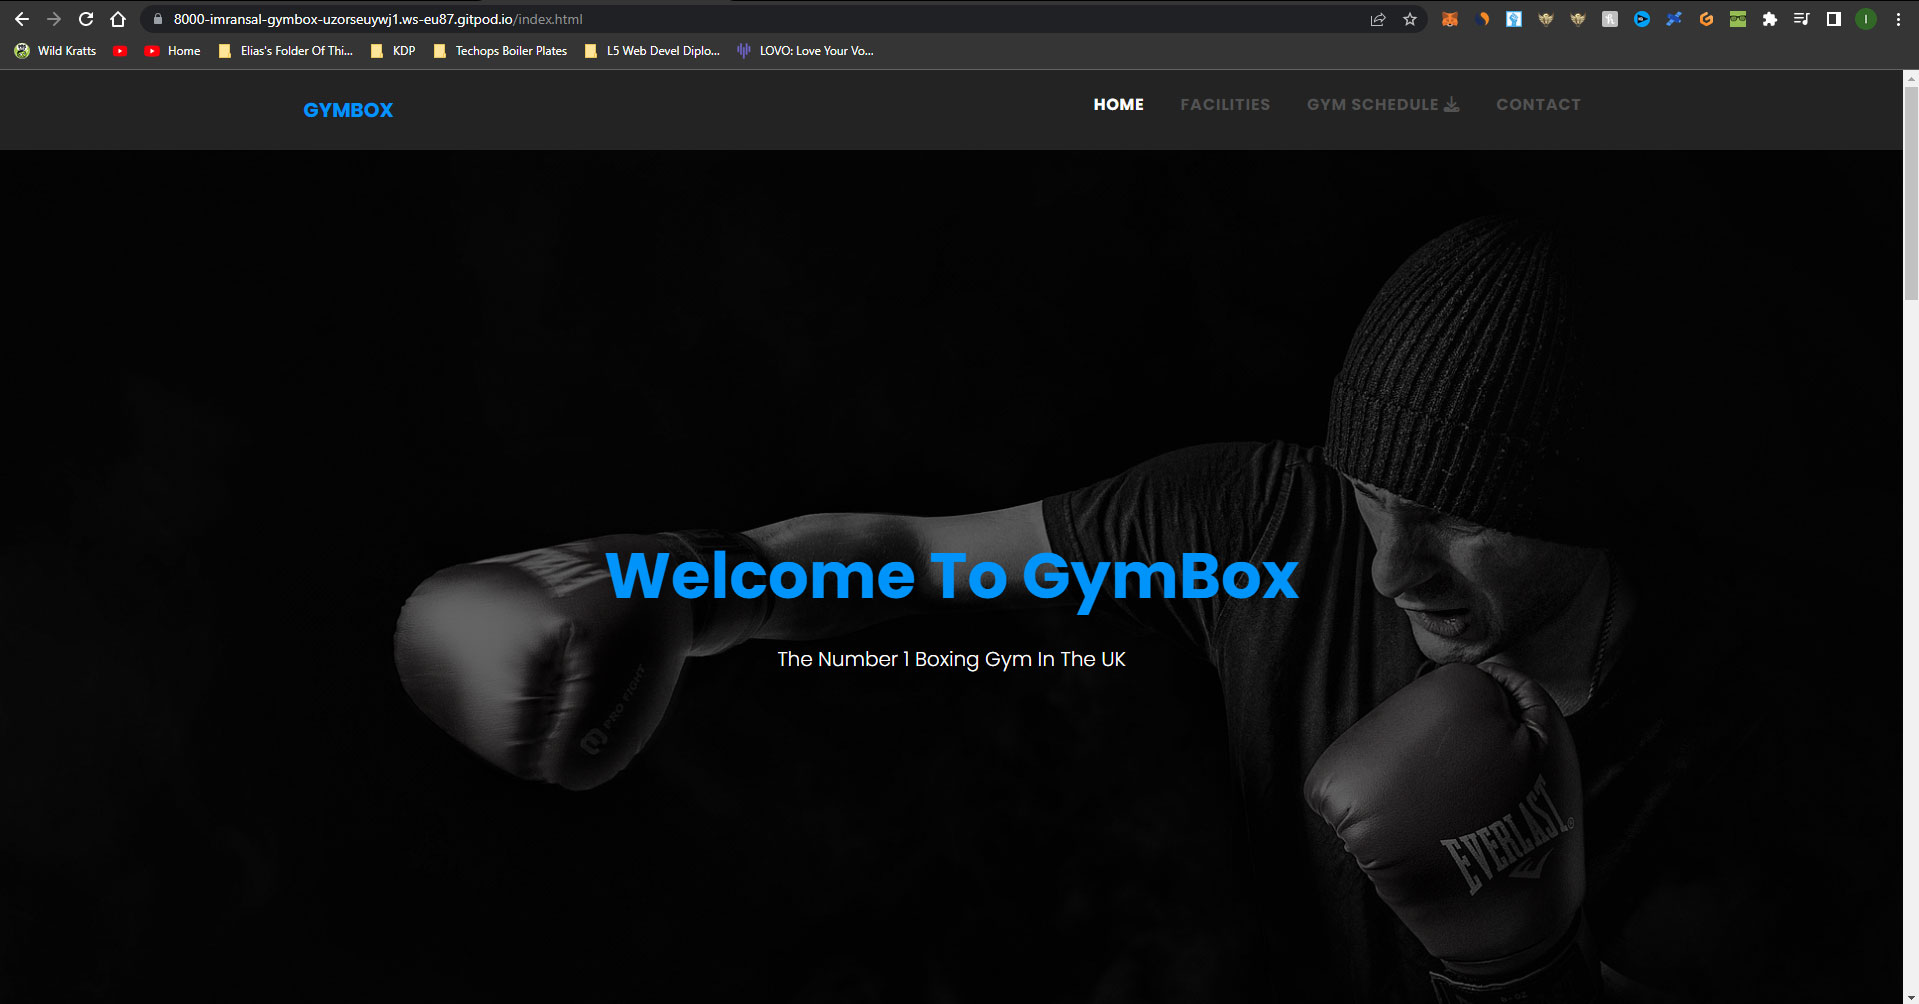 8000-imransal-gymbox-uzorseuywj1.ws-eu87.gitpod.io/index.html
Wild Kratts Home Elias's Folder Of Thi... KDP Techops Boiler Plates L5 Web Devel Diplo... LOVO: Love Your Vo...
GYMBOX HOME FACILITIES GYM SCHEDULE CONTACT
Welcome To GymBox
The Number 1 Boxing Gym In The UK
PRO FIGHT
EVERLAST®